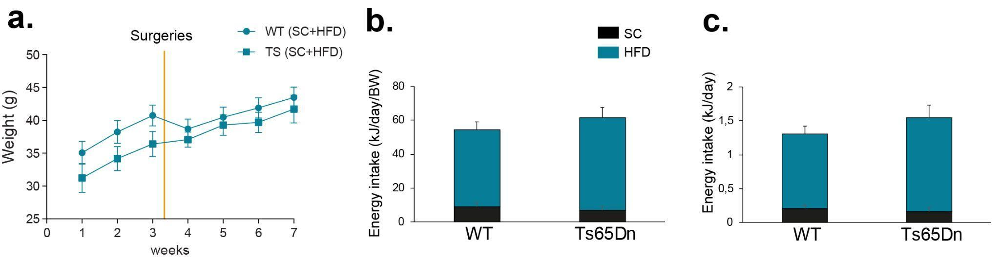 a.
Surgeries
WT (SC+HFD)
TS (SC+HFD)
Weight (g)
50
45
40
35
30
25
0 1 2 3 4 5 6 7
weeks
b.
SC
HFD
Energy intake (kJ/day/BW)
80
60
40
20
0
WT Ts65Dn
c.
Energy intake (kJ/day)
2
1,5
1
0,5
0
WT Ts65Dn